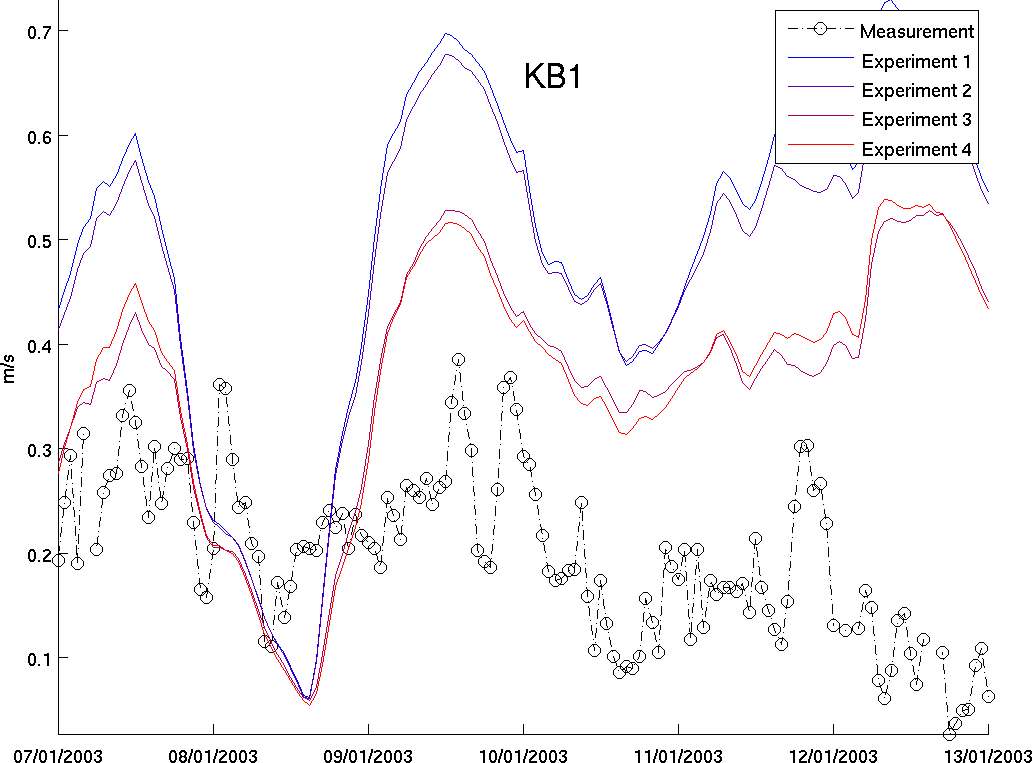 0.7
0.6
0.5
0.4
0.3
0.2
0.1
m/s
KB1
Measurement
Experiment 1
Experiment 2
Experiment 3
Experiment 4
07/01/2003 08/01/2003 09/01/2003 10/01/2003 11/01/2003 12/01/2003 13/01/2003